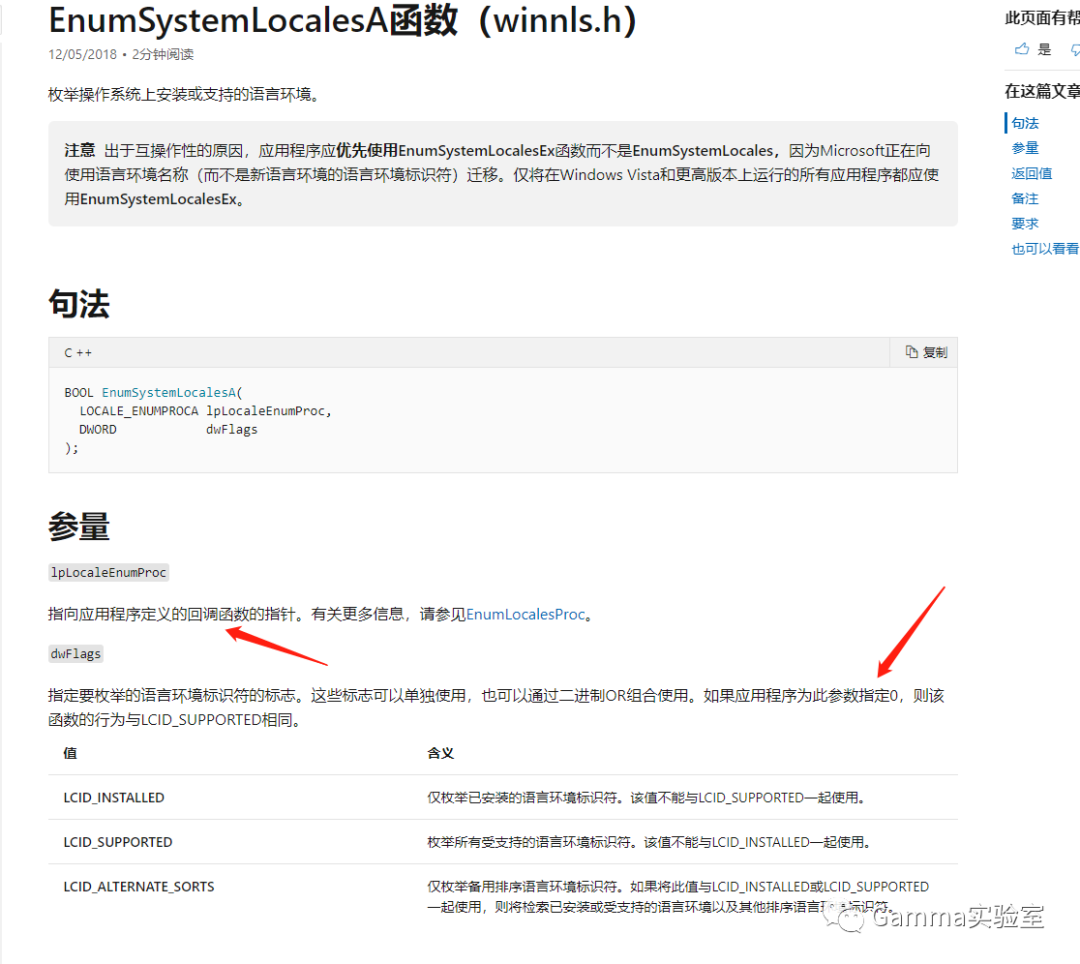 EnumSystemLocalesA函数（winnls.h）
12/05/2018 • 2分钟阅读
枚举操作系统上安装或支持的语言环境。
注意 出于互操作性的原因，应用程序应优先使用EnumSystemLocalesEx函数而不是EnumSystemLocales，因为Microsoft正在向
使用语言环境名称（而不是新语言环境的语言环境标识符）迁移。仅将在Windows Vista和更高版本上运行的所有应用程序都应使
用EnumSystemLocalesEx。
句法
C ++
复制
BOOL EnumSystemLocalesA(
LOCALE_ENUMPROCA lpLocaleEnumProc,
DWORD dwFlags
);
参量
lpLocaleEnumProc
指向应用程序定义的回调函数的指针。有关更多信息，请参见EnumLocalesProc。
dwFlags
指定要枚举的语言环境标识符的标志。这些标志可以单独使用，也可以通过二进制OR组合使用。如果应用程序为此参数指定0，则该
函数的行为与LCID_SUPPORTED相同。
值 含义
LCID_INSTALLED 仅枚举已安装的语言环境标识符。该值不能与LCID_SUPPORTED一起使用。
LCID_SUPPORTED 枚举所有受支持的语言环境标识符。该值不能与LCID_INSTALLED一起使用。
LCID_ALTERNATE_SORTS 仅枚举备用排序语言环境标识符。如果将此值与LCID_INSTALLED或LCID_SUPPORTED
一起使用，则将检索已安装或受支持的语言环境以及其他排序语言环境标识符。
此页面有帮
是
在这篇文章
句法
参量
返回值
备注
要求
也可以看看
Gamma实验室